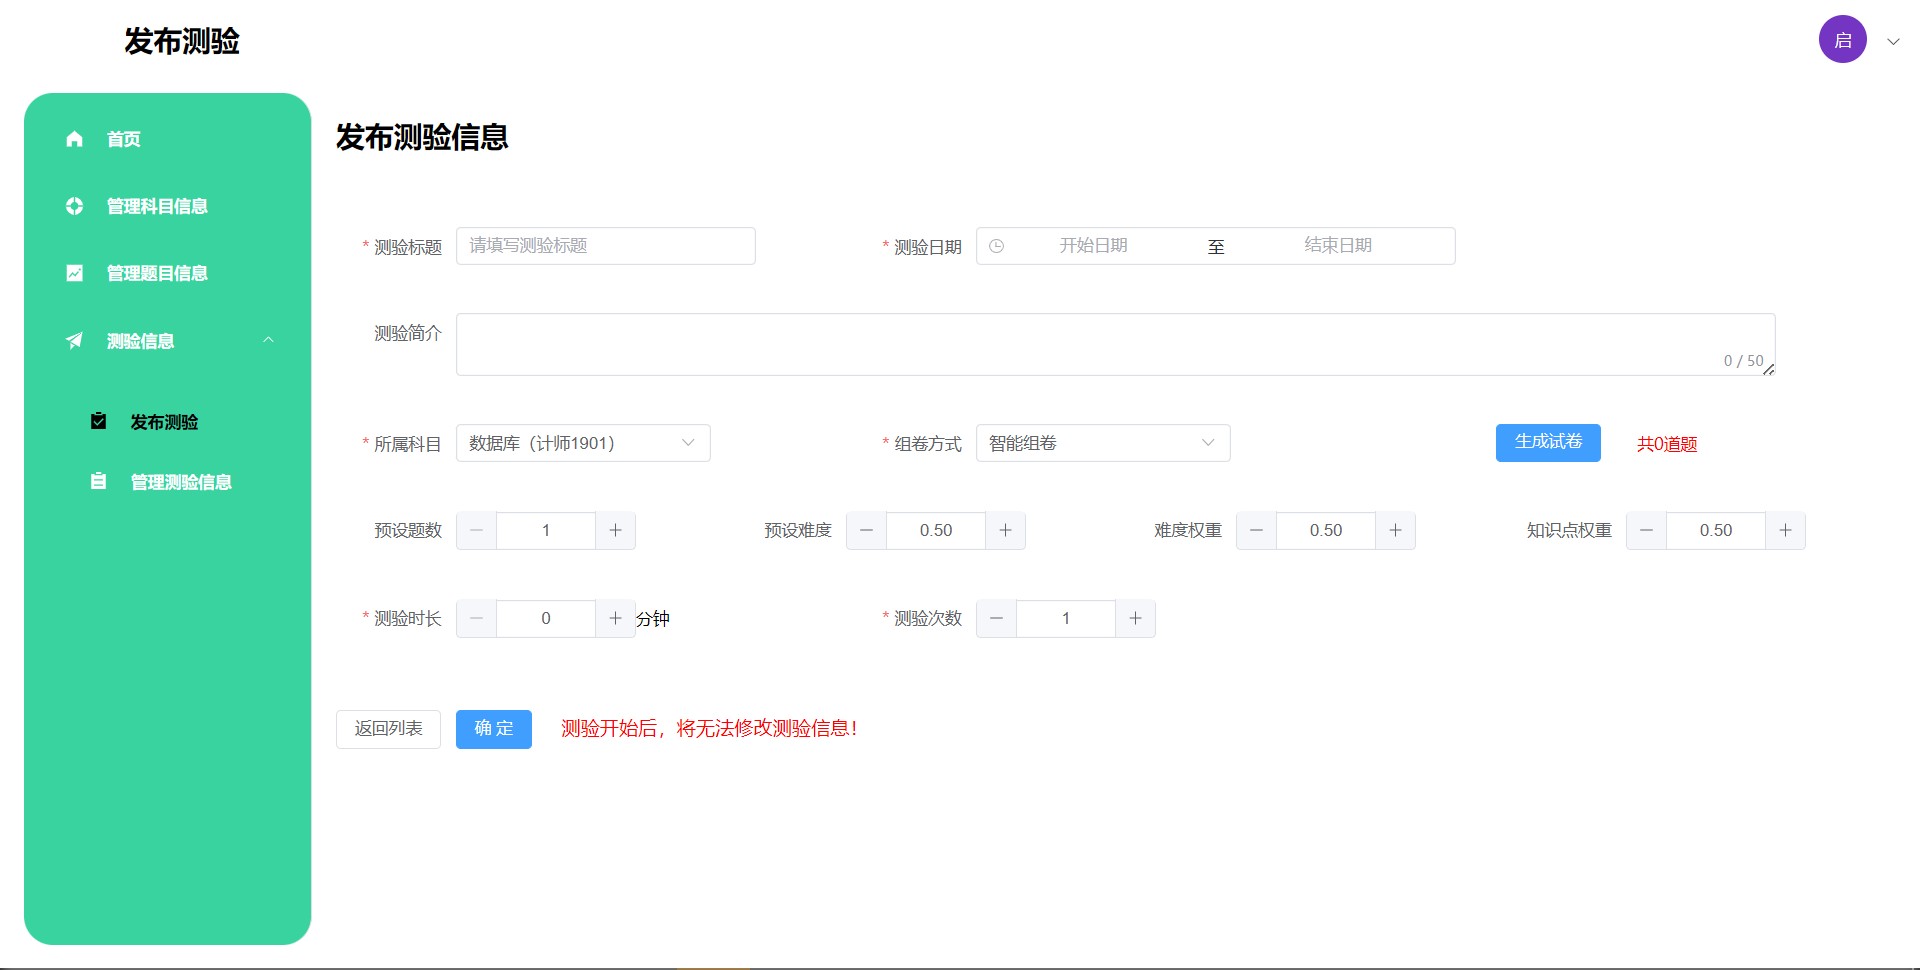 发布测验
启
首页
管理科目信息
管理题目信息
测验信息
发布测验
管理测验信息
发布测验信息
* 测验标题 请填写测验标题 * 测验日期 开始日期 至 结束日期
测验简介
0 / 50
* 所属科目 数据库（计师1901） * 组卷方式 智能组卷 生成试卷 共0道题
预设题数 1 预设难度 0.50 难度权重 0.50 知识点权重 0.50
* 测验时长 0 分钟 * 测验次数 1
返回列表 确 定 测验开始后，将无法修改测验信息！